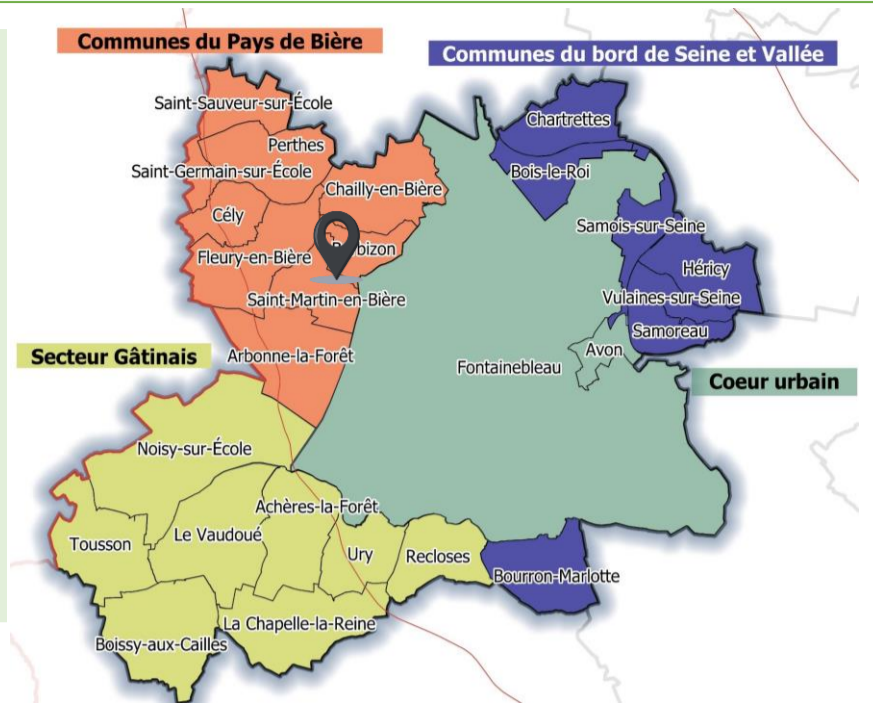 Communes du Pays de Bière
Communes du bord de Seine et Vallée
Saint-Sauveur-sur-École
Chartrettes
Perthes
Saint-Germain-sur-École
Bois-le-Roi
Chailly-en-Bière
Cély
Samois-sur-Seine
Fleury-en-Bière
Héricy
Saint-Martin-en-Bière
Vulaines-sur-Seine
Samoreau
Secteur Gâtinais
Arbonne-la-Forêt
Avon
Fontainebleau
Coeur urbain
Noisy-sur-École
Achères-la-Forêt
Le Vaudoué
Tousson
Ury
Recloses
Bourron-Marlotte
La Chapelle-la-Reine
Boissy-aux-Cailles